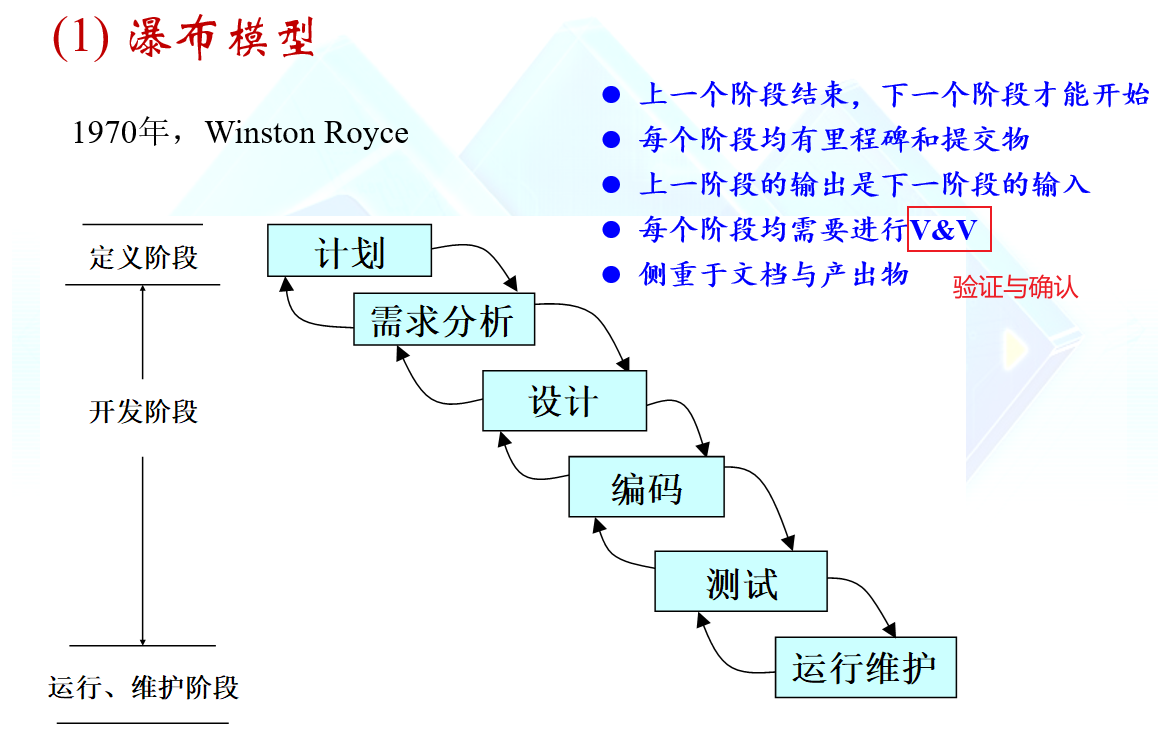 (1) 瀑布模型
1970年，Winston Royce
● 上一个阶段结束，下一个阶段才能开始
● 每个阶段均有里程碑和提交物
● 上一阶段的输出是下一阶段的输入
● 每个阶段均需要进行V&V
● 侧重于文档与产出物
验证与确认
定义阶段
开发阶段
运行、维护阶段
计划
需求分析
设计
编码
测试
运行维护